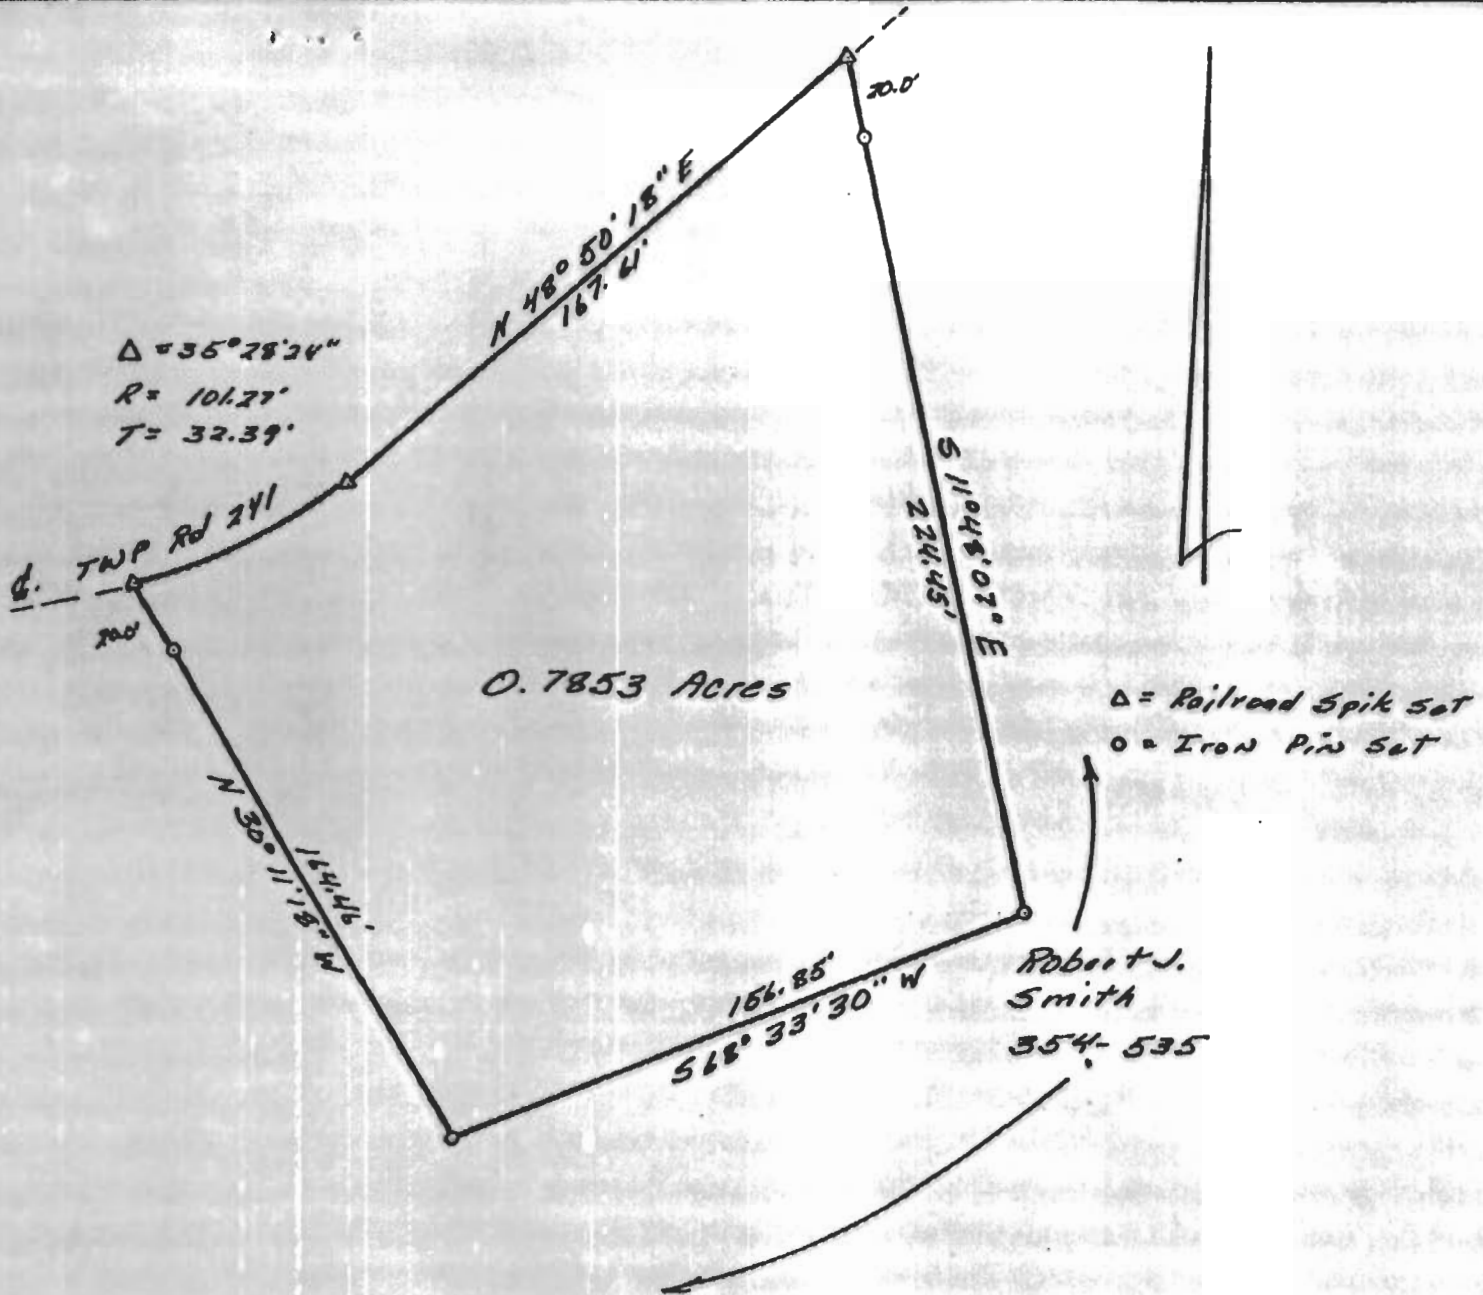 20.0'
N 48° 50' 18" E
167.61'
Δ = 35° 28' 24"
R = 101.27'
T = 32.39'
S 11° 48' 07" E
224.45'
₵. TWP Rd 241
20.0'
0.7853 Acres
Δ = Railroad Spik Set
o = Iron Pin Set
164.46'
N 30° 11' 18" W
156.85'
S 68° 33' 30" W
Robert J.
Smith
354-535